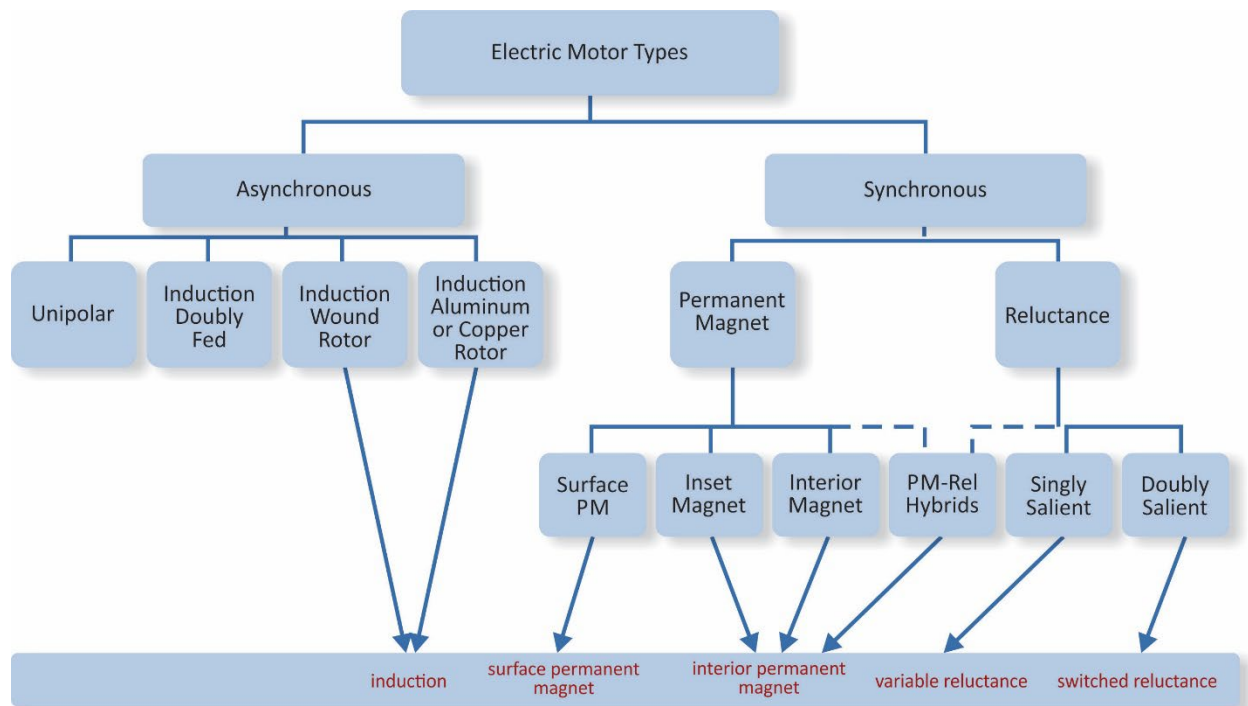 Electric Motor Types
Asynchronous
Synchronous
Unipolar
Induction
Doubly
Fed
Induction
Wound
Rotor
Induction
Aluminum
or Copper
Rotor
Permanent
Magnet
Reluctance
Surface
PM
Inset
Magnet
Interior
Magnet
PM-Rel
Hybrids
Singly
Salient
Doubly
Salient
induction
surface permanent
magnet
interior permanent
magnet
variable reluctance
switched reluctance